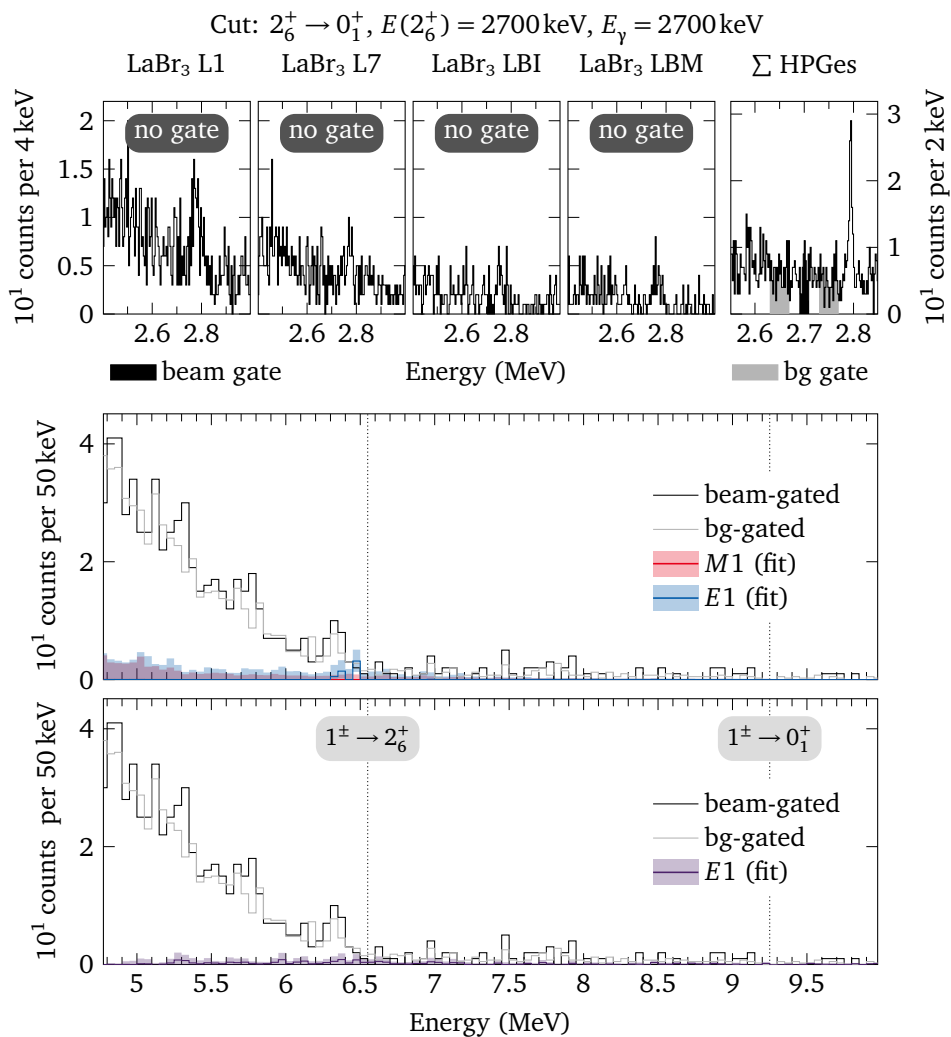 Cut: 2₆⁺ → 0₁⁺, E(2₆⁺) = 2700 keV, Eγ = 2700 keV
LaBr₃ L1 LaBr₃ L7 LaBr₃ LBI LaBr₃ LBM ∑ HPGes
10¹ counts per 4 keV
2
1.5
1
0.5
0
no gate no gate no gate no gate
3
2
1
0
10¹ counts per 2 keV
2.6 2.8 2.6 2.8 2.6 2.8 2.6 2.8 2.6 2.7 2.8
beam gate Energy (MeV) bg gate
10¹ counts per 50 keV
4
2
0
beam-gated
bg-gated
M1 (fit)
E1 (fit)
10¹ counts per 50 keV
4
2
0
1± → 2₆⁺ 1± → 0₁⁺
beam-gated
bg-gated
E1 (fit)
5 5.5 6 6.5 7 7.5 8 8.5 9 9.5
Energy (MeV)